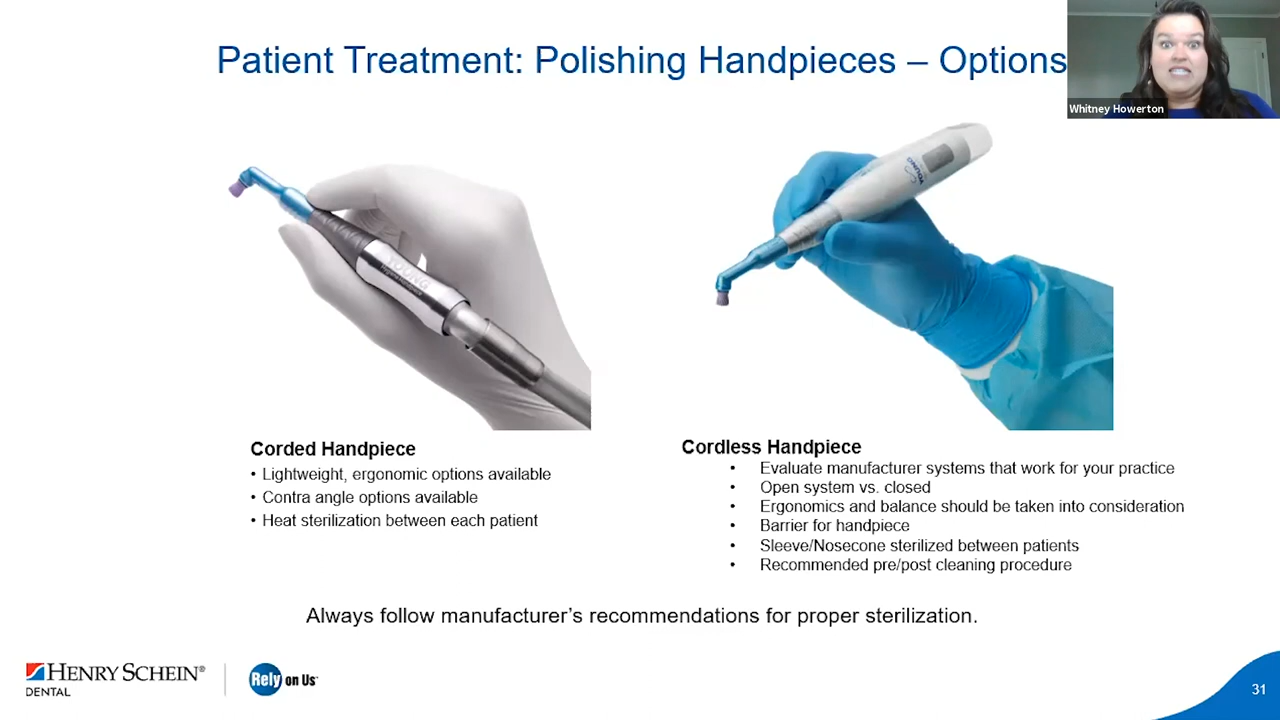 Patient Treatment: Polishing Handpieces – Options
Whitney Howerton
YOUNG
YOUNG
Corded Handpiece
• Lightweight, ergonomic options available
• Contra angle options available
• Heat sterilization between each patient
Cordless Handpiece
• Evaluate manufacturer systems that work for your practice
• Open system vs. closed
• Ergonomics and balance should be taken into consideration
• Barrier for handpiece
• Sleeve/Nosecone sterilized between patients
• Recommended pre/post cleaning procedure
Always follow manufacturer’s recommendations for proper sterilization.
HENRY SCHEIN®
DENTAL
Rely on Us
31